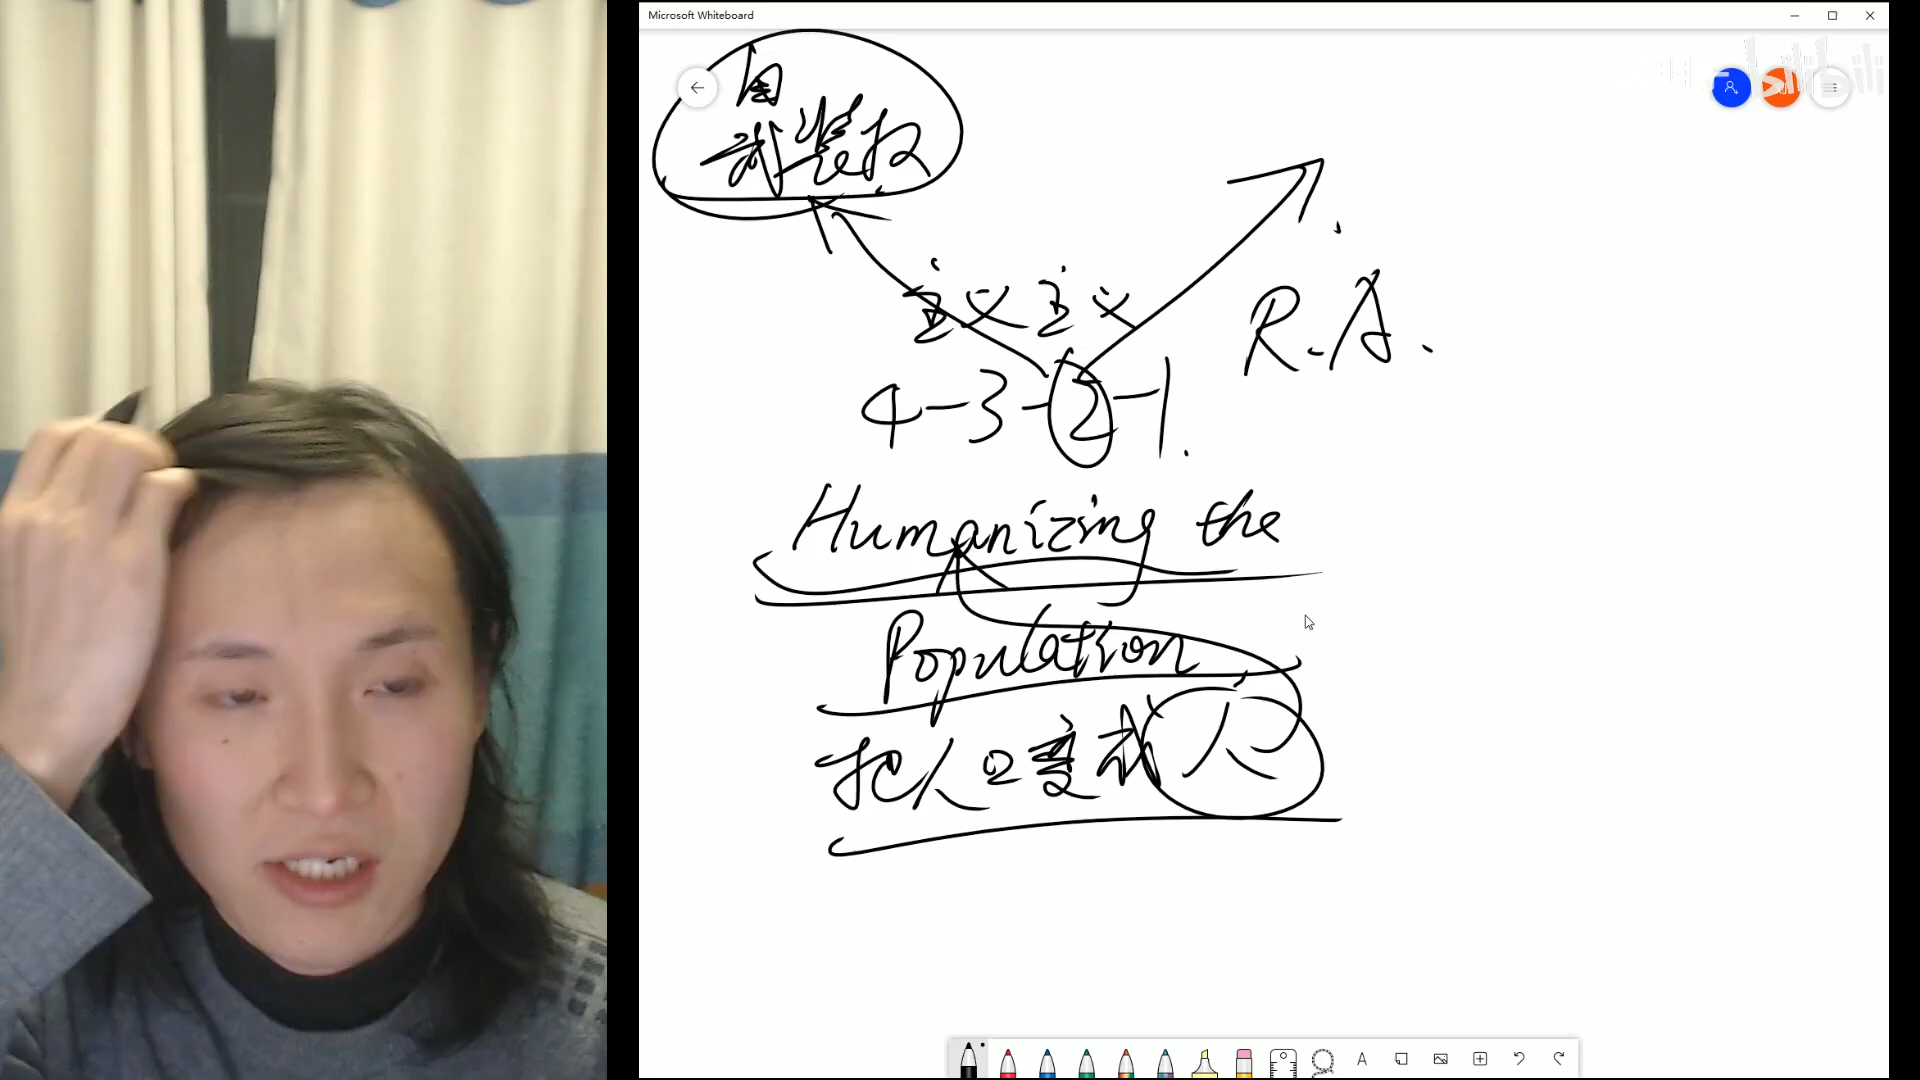 Microsoft Whiteboard
bilibili
武装权
主义主义
R.A.
4-3-2-1.
Humanizing the
Population
把人口变成人
A